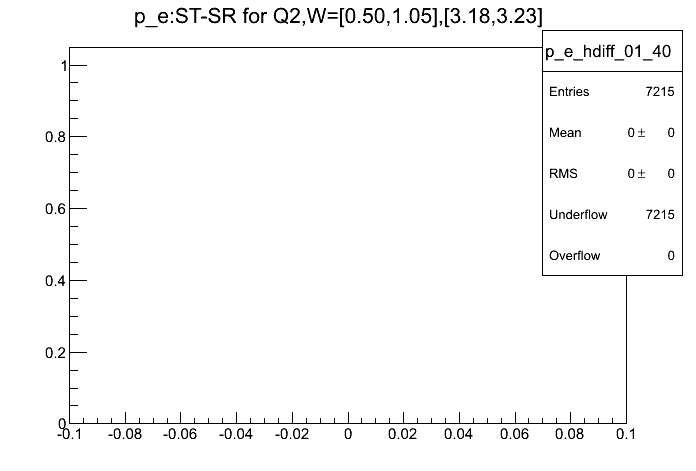 p_e:ST-SR for Q2,W=[0.50,1.05],[3.18,3.23]
p_e_hdiff_01_40
Entries 7215
Mean 0 ± 0
RMS 0 ± 0
Underflow 7215
Overflow 0
1
0.8
0.6
0.4
0.2
0
-0.1 -0.08 -0.06 -0.04 -0.02 0 0.02 0.04 0.06 0.08 0.1